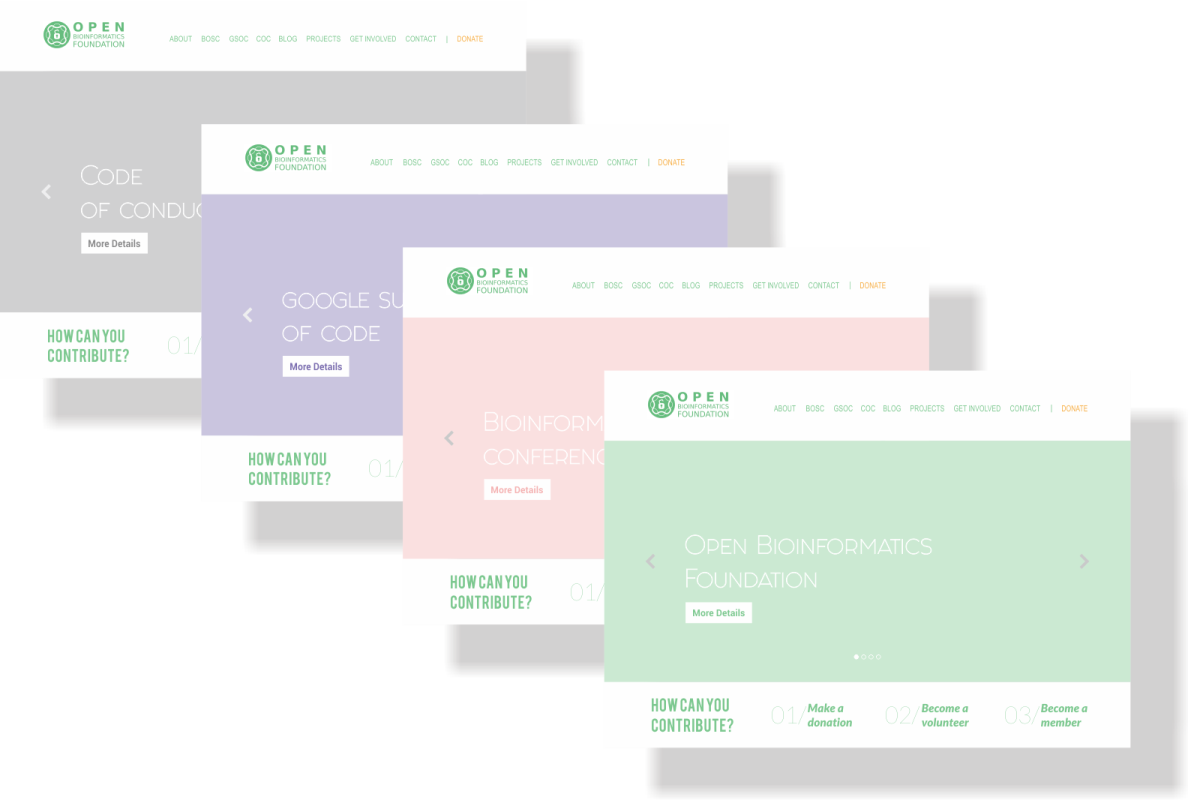 OPEN
BIOINFORMATICS
FOUNDATION
ABOUT BOSC GSOC COC BLOG PROJECTS GET INVOLVED CONTACT | DONATE
Code
of conduc
More Details
How can you
contribute?
01/
OPEN
BIOINFORMATICS
FOUNDATION
ABOUT BOSC GSOC COC BLOG PROJECTS GET INVOLVED CONTACT | DONATE
google su
of code
More Details
How can you
contribute?
01/
OPEN
BIOINFORMATICS
FOUNDATION
ABOUT BOSC GSOC COC BLOG PROJECTS GET INVOLVED CONTACT | DONATE
Bioinform
conferenc
More Details
How can you
contribute?
01/
OPEN
BIOINFORMATICS
FOUNDATION
ABOUT BOSC GSOC COC BLOG PROJECTS GET INVOLVED CONTACT | DONATE
Open Bioinformatics
Foundation
More Details
How can you
contribute?
01/ Make a
donation
02/ Become a
volunteer
03/ Become a
member